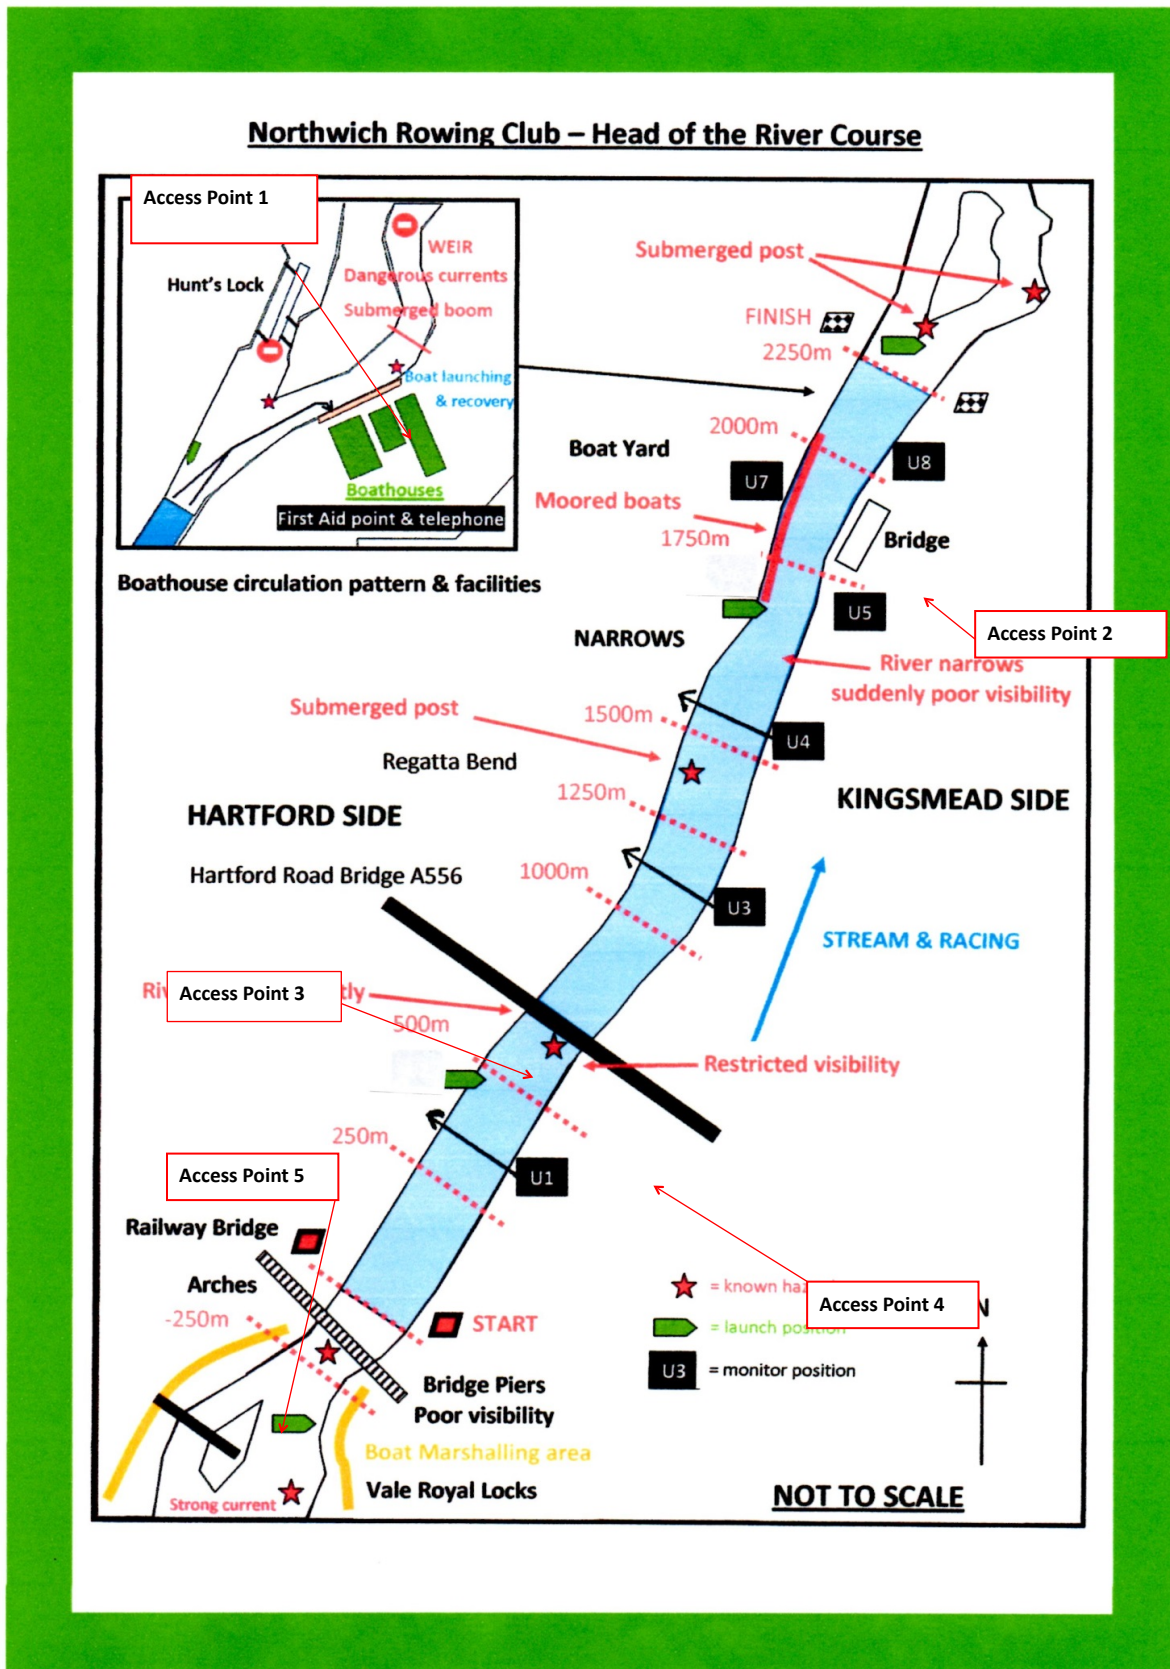 Northwich Rowing Club – Head of the River Course
Access Point 1
WEIR
Dangerous currents
Hunt's Lock
Submerged boom
Boat launching
& recovery
Boathouses
First Aid point & telephone
Boathouse circulation pattern & facilities
Submerged post
FINISH
2250m
2000m
Boat Yard
U8
U7
Moored boats
1750m
Bridge
U5
Access Point 2
NARROWS
River narrows
suddenly poor visibility
Submerged post
1500m
U4
Regatta Bend
1250m
KINGSMEAD SIDE
HARTFORD SIDE
1000m
Hartford Road Bridge A556
U3
STREAM & RACING
Access Point 3
500m
Restricted visibility
250m
U1
Access Point 5
Railway Bridge
Arches
-250m
START
= known
Access Point 4
N
= launch position
U3 = monitor position
Bridge Piers
Poor visibility
Boat Marshalling area
Vale Royal Locks
Strong current
NOT TO SCALE